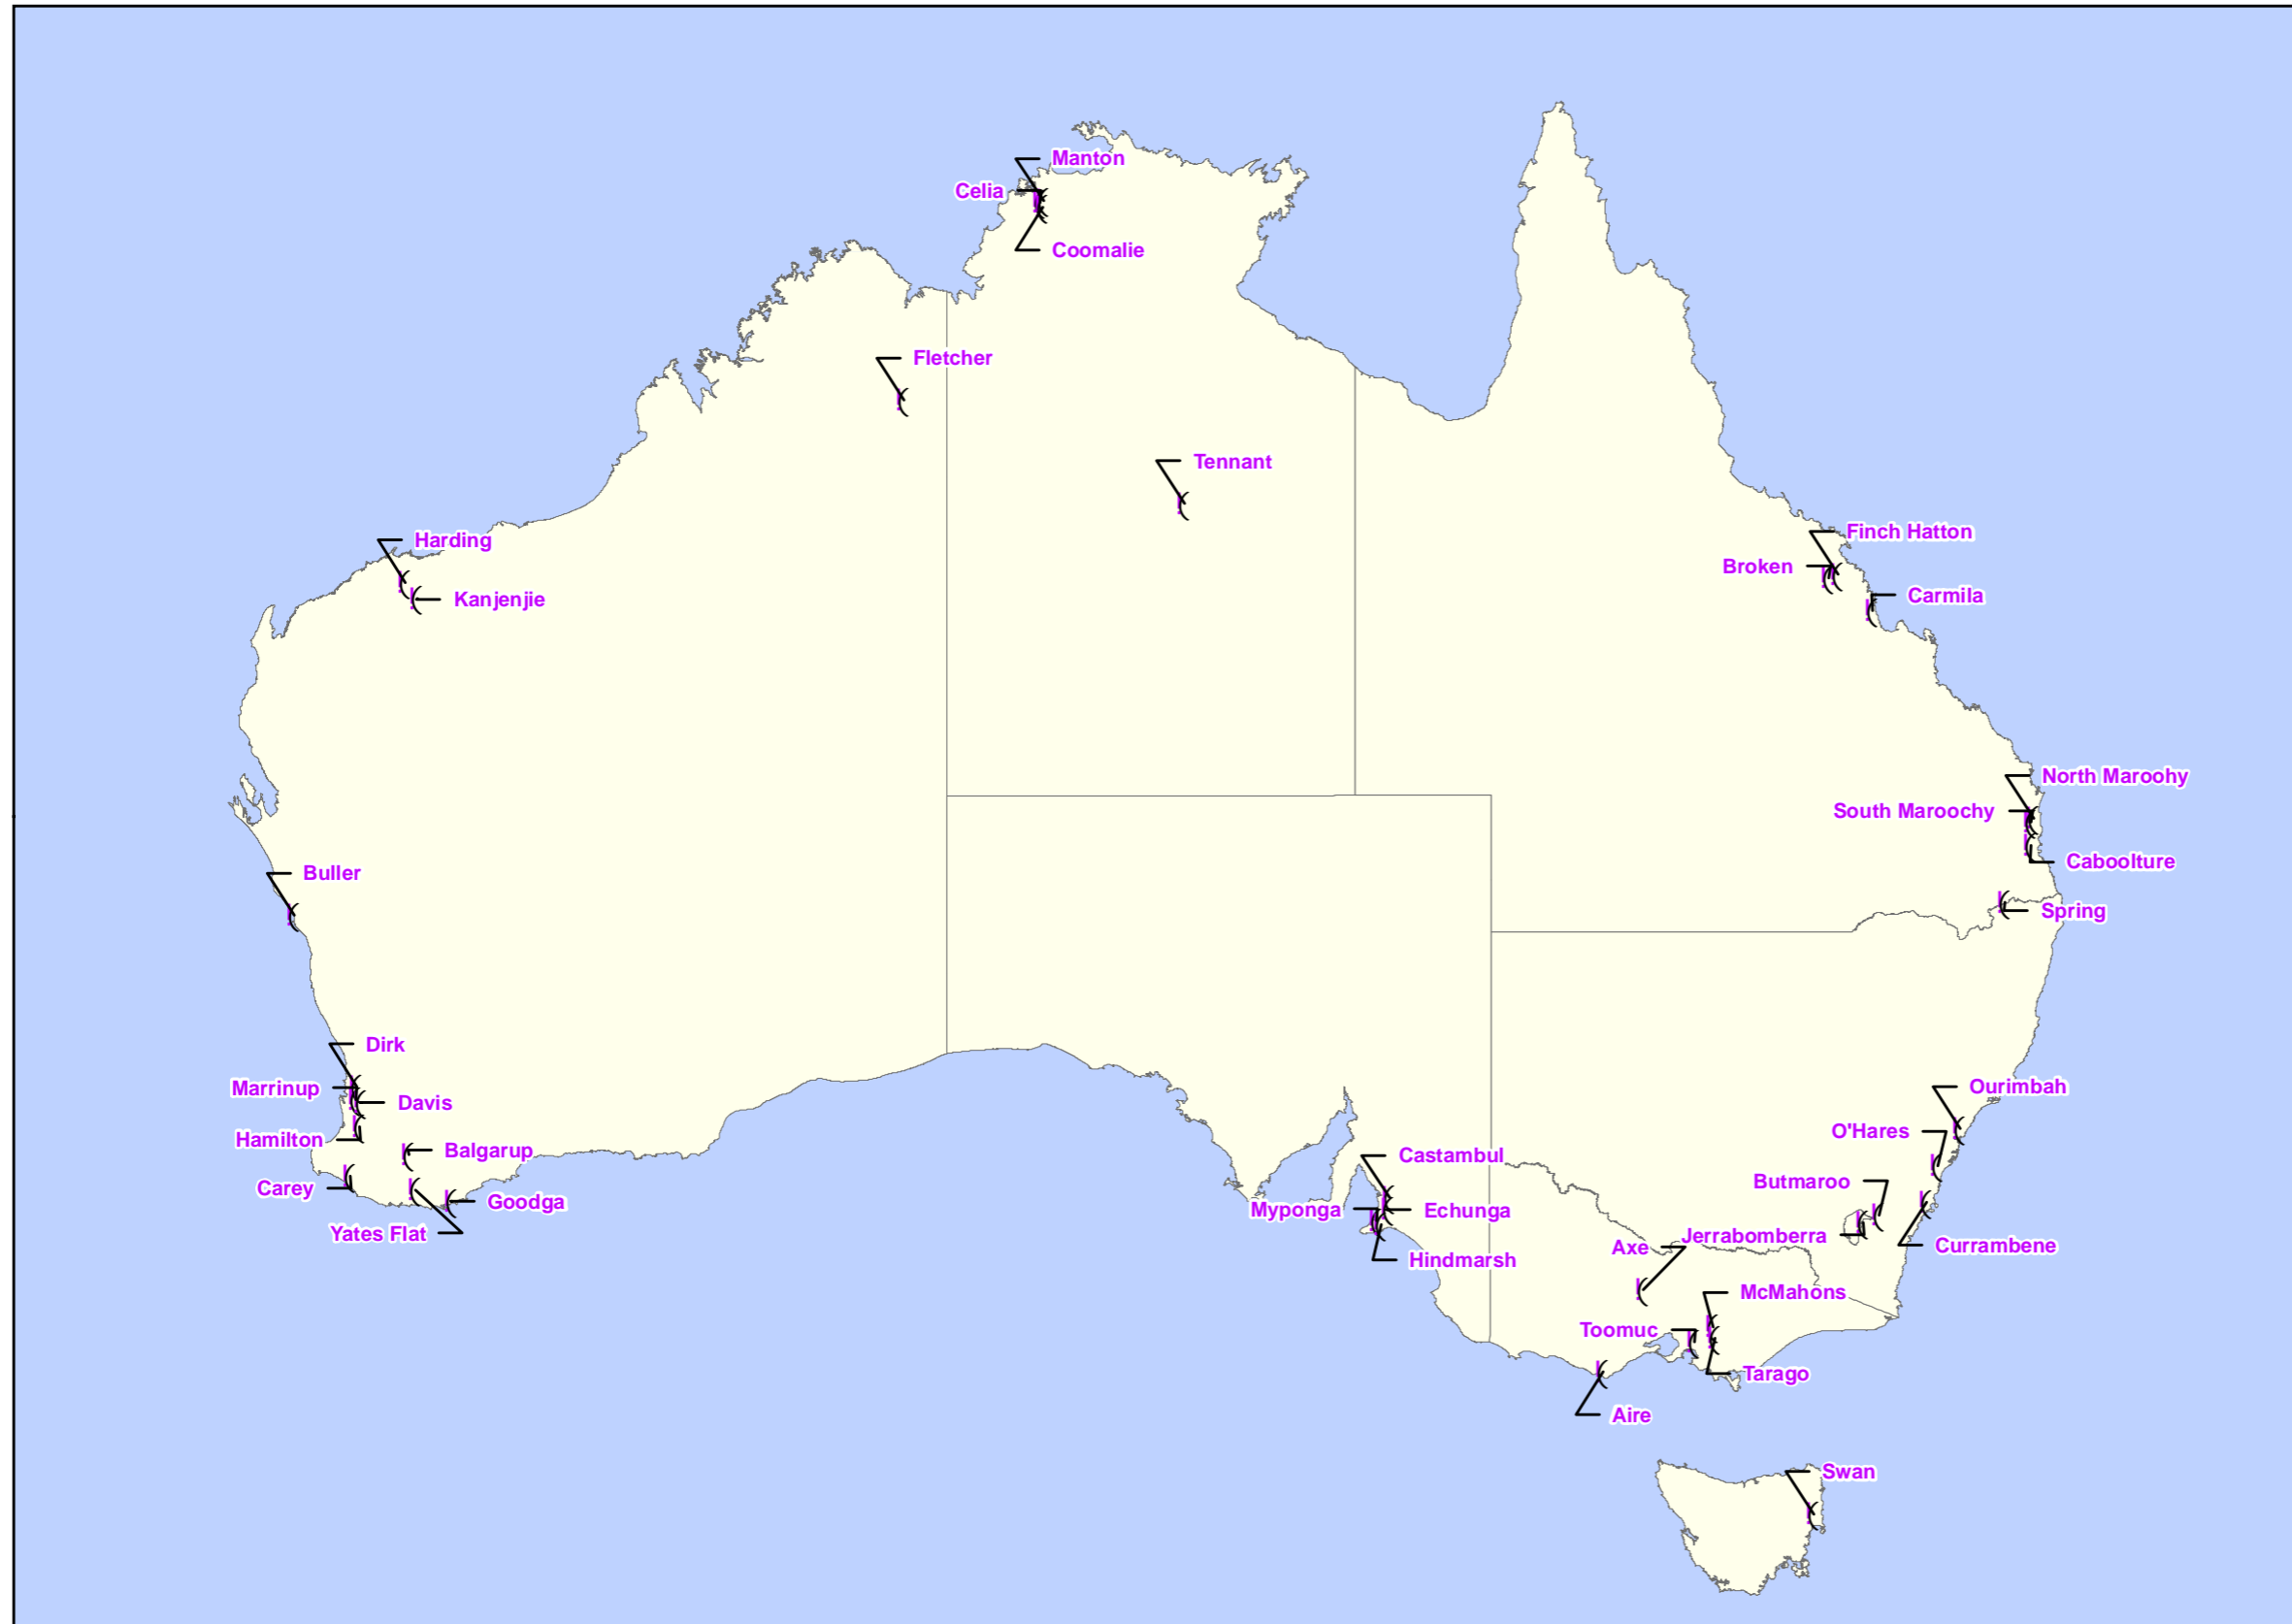 Manton
Celia
Coomalie
Fletcher
Tennant
Finch Hatton
Harding
Broken
Carmila
Kanjenjie
North Maroohy
South Maroochy
Caboolture
Buller
Spring
Dirk
Marrinup
Ourimbah
Davis
O'Hares
Hamilton
Balgarup
Castambul
Butmaroo
Carey
Goodga
Myponga
Echunga
Yates Flat
Jerrabomberra
Axe
Currambene
Hindmarsh
McMahons
Toomuc
Tarago
Aire
Swan